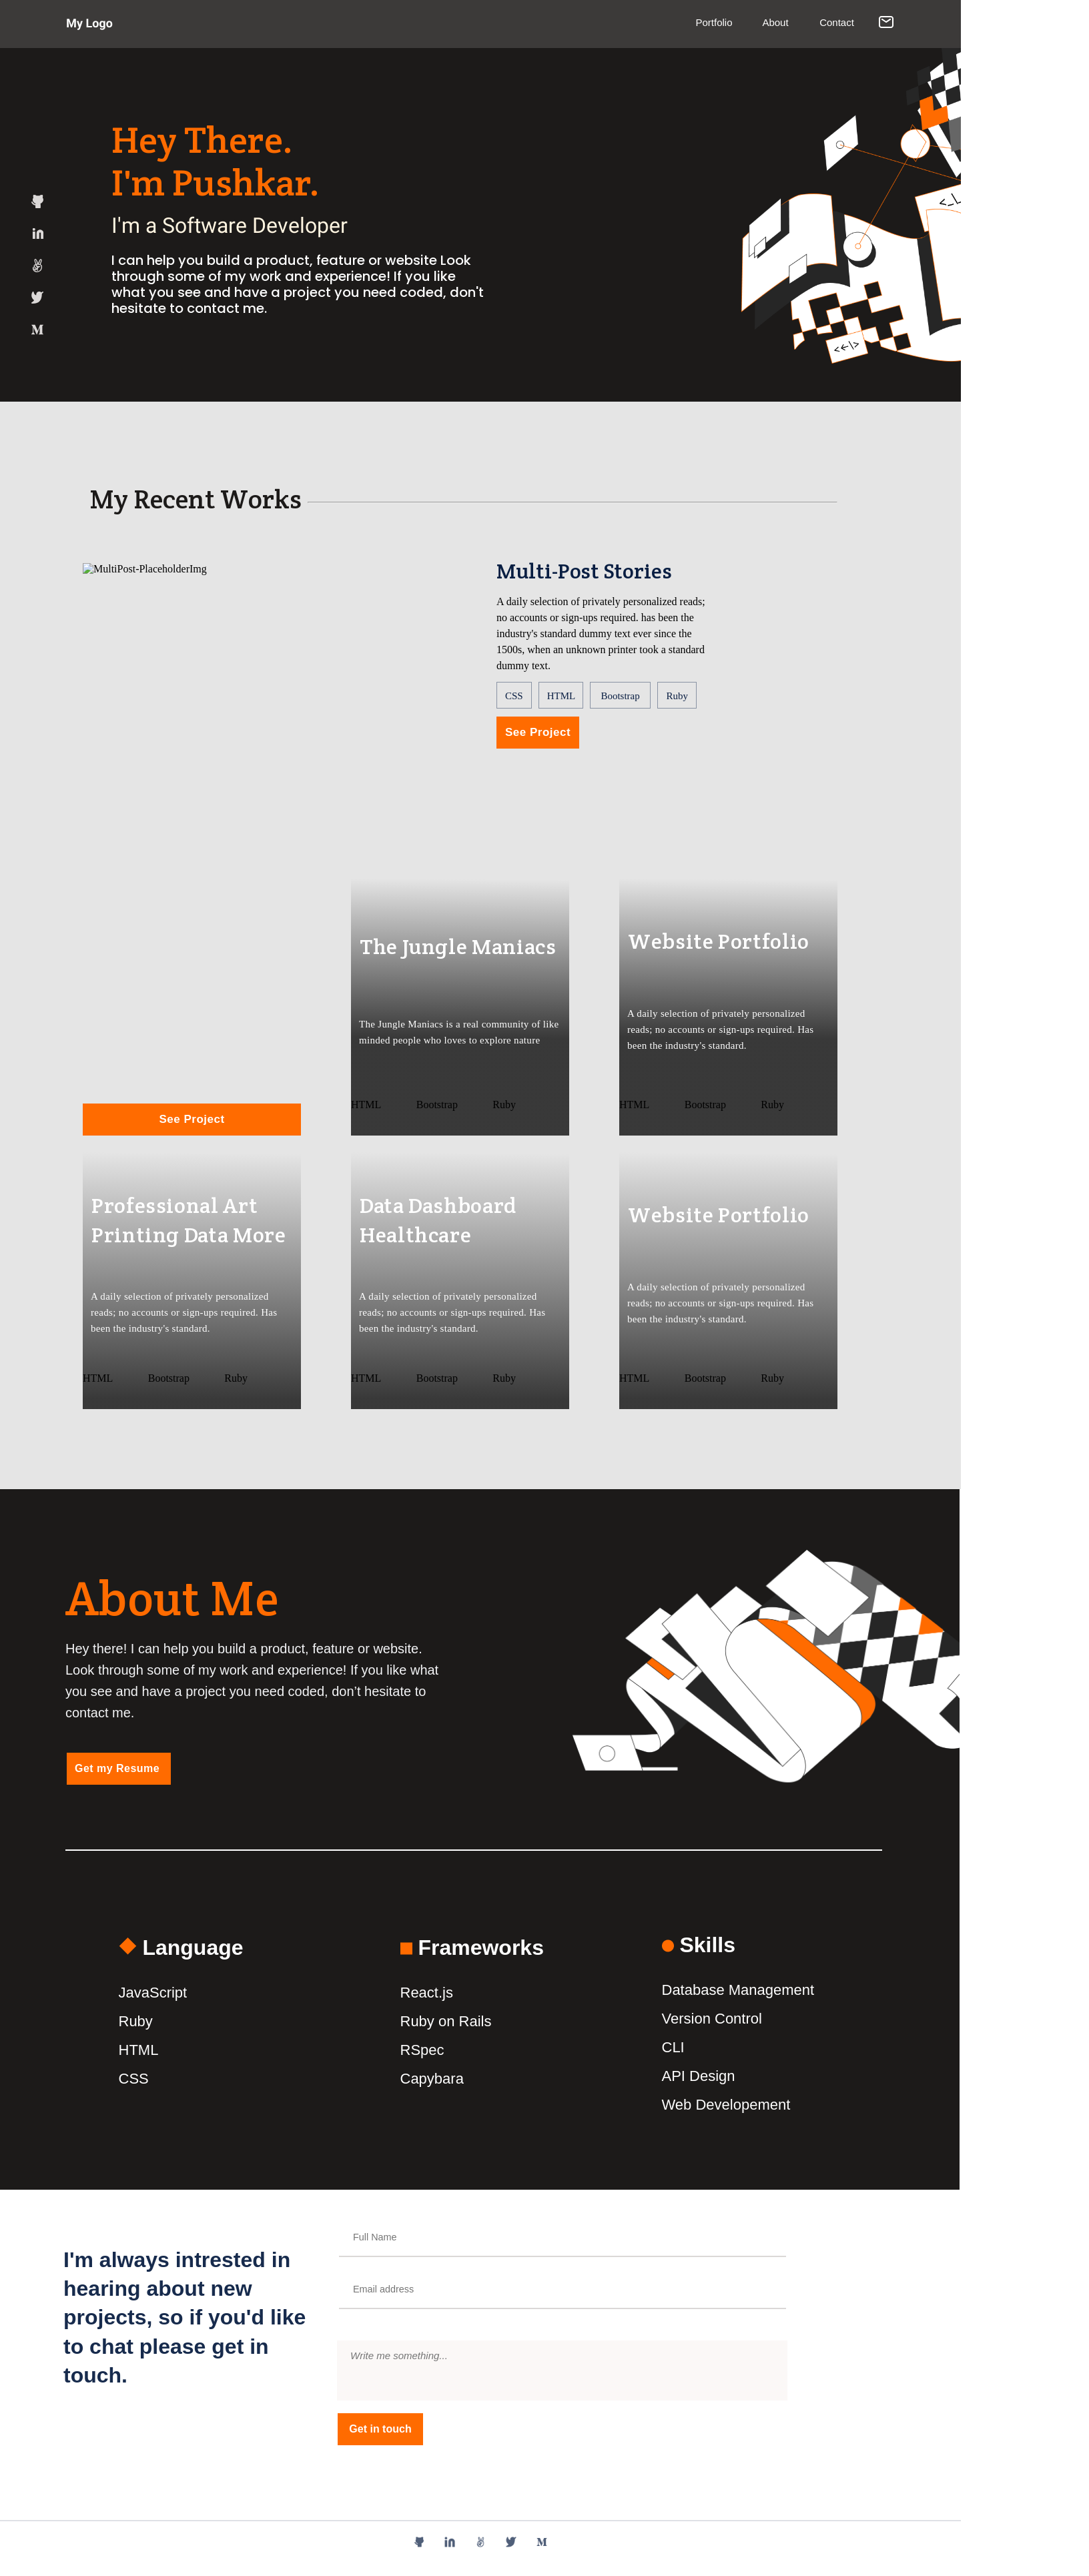 My Logo
Portfolio About Contact
Hey There.
I'm Pushkar.
I'm a Software Developer
I can help you build a product, feature or website Look
through some of my work and experience! If you like
what you see and have a project you need coded, don't
hesitate to contact me.
My Recent Works
MultiPost-PlaceholderImg
Multi-Post Stories
A daily selection of privately personalized reads;
no accounts or sign-ups required. has been the
industry's standard dummy text ever since the
1500s, when an unknown printer took a standard
dummy text.
CSS HTML Bootstrap Ruby
See Project
See Project
The Jungle Maniacs
The Jungle Maniacs is a real community of like
minded people who loves to explore nature
HTML Bootstrap Ruby
Website Portfolio
A daily selection of privately personalized
reads; no accounts or sign-ups required. Has
been the industry's standard.
HTML Bootstrap Ruby
Professional Art
Printing Data More
A daily selection of privately personalized
reads; no accounts or sign-ups required. Has
been the industry's standard.
HTML Bootstrap Ruby
Data Dashboard
Healthcare
A daily selection of privately personalized
reads; no accounts or sign-ups required. Has
been the industry's standard.
HTML Bootstrap Ruby
Website Portfolio
A daily selection of privately personalized
reads; no accounts or sign-ups required. Has
been the industry's standard.
HTML Bootstrap Ruby
About Me
Hey there! I can help you build a product, feature or website.
Look through some of my work and experience! If you like what
you see and have a project you need coded, don’t hesitate to
contact me.
Get my Resume
Language
JavaScript
Ruby
HTML
CSS
Frameworks
React.js
Ruby on Rails
RSpec
Capybara
Skills
Database Management
Version Control
CLI
API Design
Web Developement
I'm always intrested in
hearing about new
projects, so if you'd like
to chat please get in
touch.
Full Name
Email address
Write me something...
Get in touch